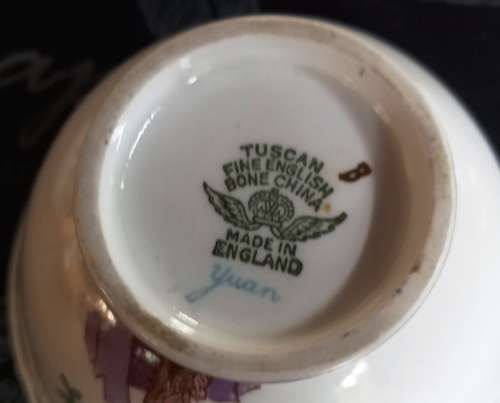 TUSCAN
FINE ENGLISH
BONE CHINA
MADE IN
ENGLAND
yuan
B